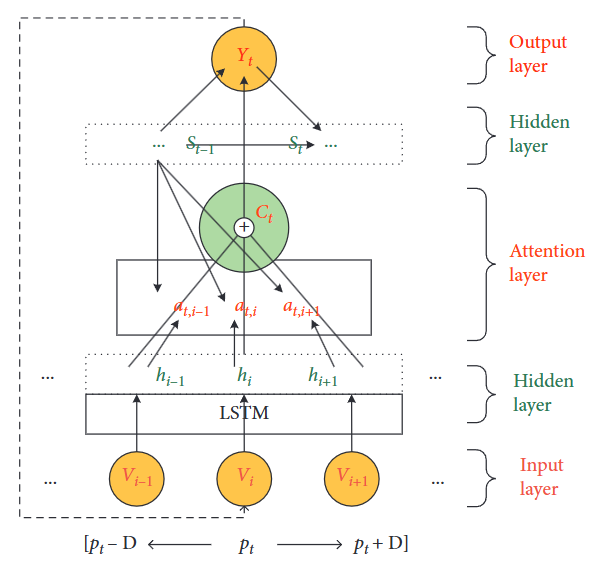 Y_t
Output
layer
... S_{t-1} S_t ...
Hidden
layer
C_t
+
Attention
layer
a_{t,i-1} a_{t,i} a_{t,i+1}
... h_{i-1} h_i h_{i+1} ...
Hidden
layer
LSTM
... V_{i-1} V_i V_{i+1} ...
Input
layer
[p_t – D p_t p_t + D]